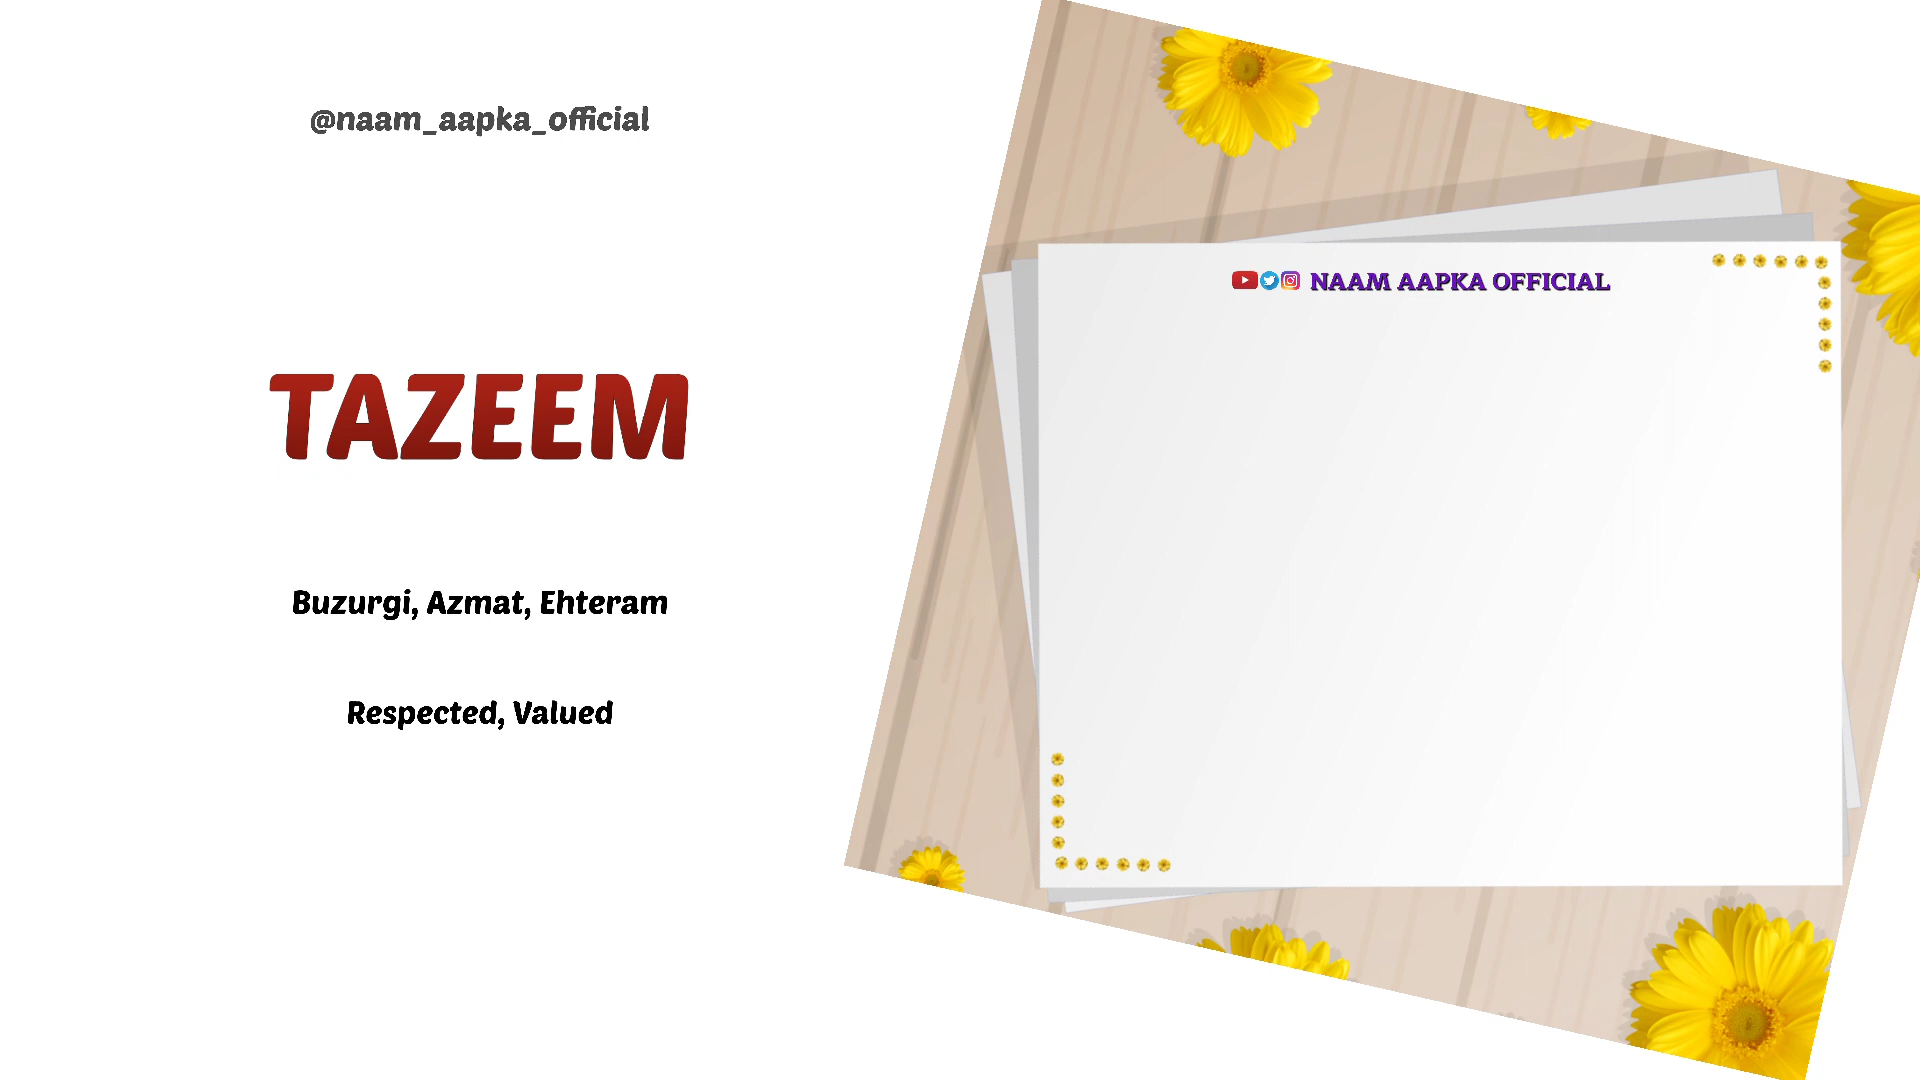 @naam_aapka_official
TAZEEM
Buzurgi, Azmat, Ehteram
Respected, Valued
NAAM AAPKA OFFICIAL